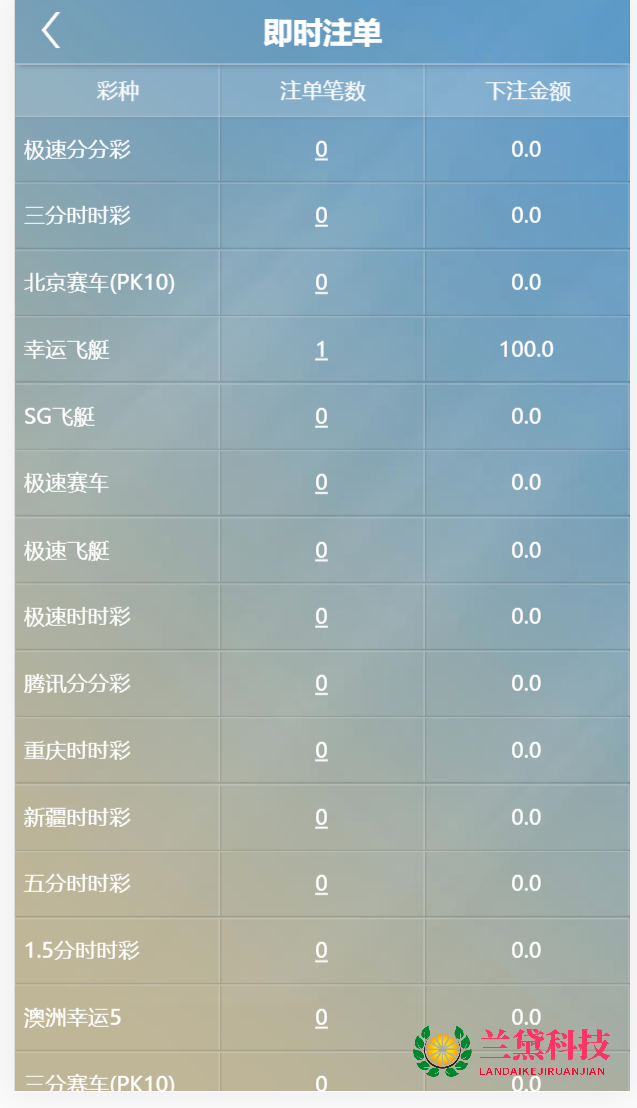 即时注单
彩种 注单笔数 下注金额
极速分分彩 0 0.0
三分时时彩 0 0.0
北京赛车(PK10) 0 0.0
幸运飞艇 1 100.0
SG飞艇 0 0.0
极速赛车 0 0.0
极速飞艇 0 0.0
极速时时彩 0 0.0
腾讯分分彩 0 0.0
重庆时时彩 0 0.0
新疆时时彩 0 0.0
五分时时彩 0 0.0
1.5分时时彩 0 0.0
澳洲幸运5 0 0.0
三分赛车(PK10) 0 0.0
兰黛科技
LANDAIKEJIRUANJIAN